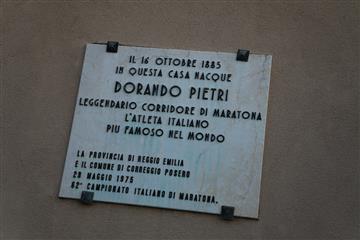 IL 16 OTTOBRE 1885
IN QUESTA CASA NACQUE
DORANDO PIETRI
LEGGENDARIO CORRIDORE DI MARATONA
L'ATLETA ITALIANO
PIU FAMOSO NEL MONDO
LA PROVINCIA DI REGGIO EMILIA
E IL COMUNE DI CORREGGIO POSERO
28 MAGGIO 1975
62° CAMPIONATO ITALIANO DI MARATONA.